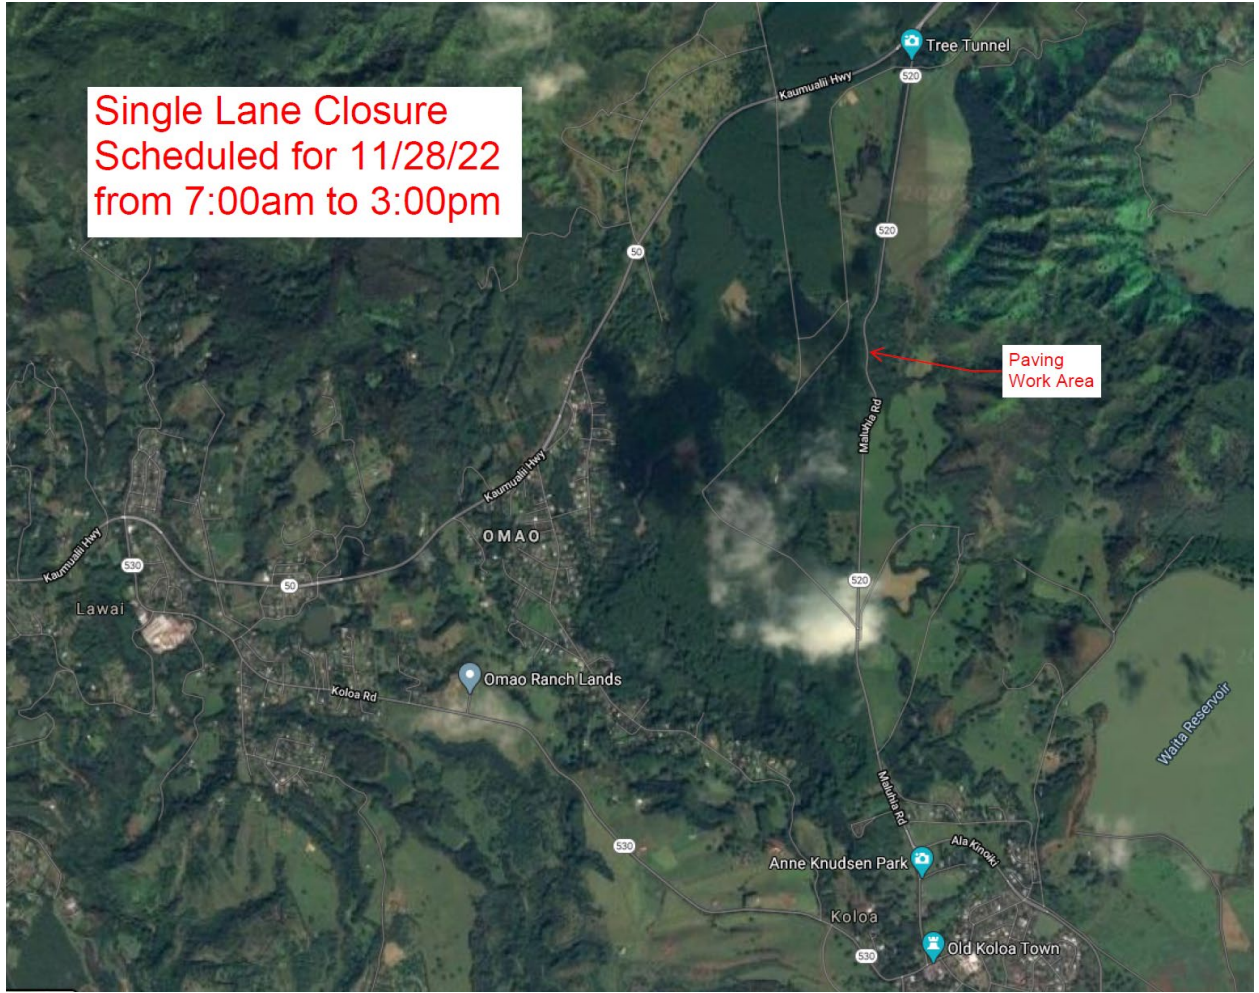 Tree Tunnel
520
Kaumualii Hwy
Single Lane Closure
Scheduled for 11/28/22
from 7:00am to 3:00pm
520
50
Paving
Work Area
Maluhia Rd
Kaumualii Hwy
OMAO
Kaumualii Hwy
530
50
520
Lawai
Omao Ranch Lands
Koloa Rd
Waita Reservoir
Maluhia Rd
530
Ala Kinoiki
Anne Knudsen Park
Koloa
Old Koloa Town
530